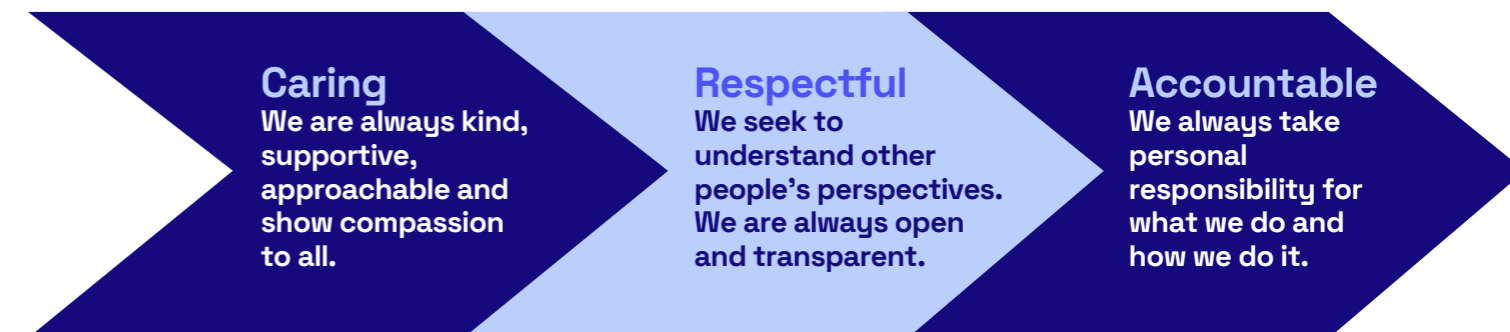 Caring
We are always kind,
supportive,
approachable and
show compassion
to all.
Respectful
We seek to
understand other
people’s perspectives.
We are always open
and transparent.
Accountable
We always take
personal
responsibility for
what we do and
how we do it.